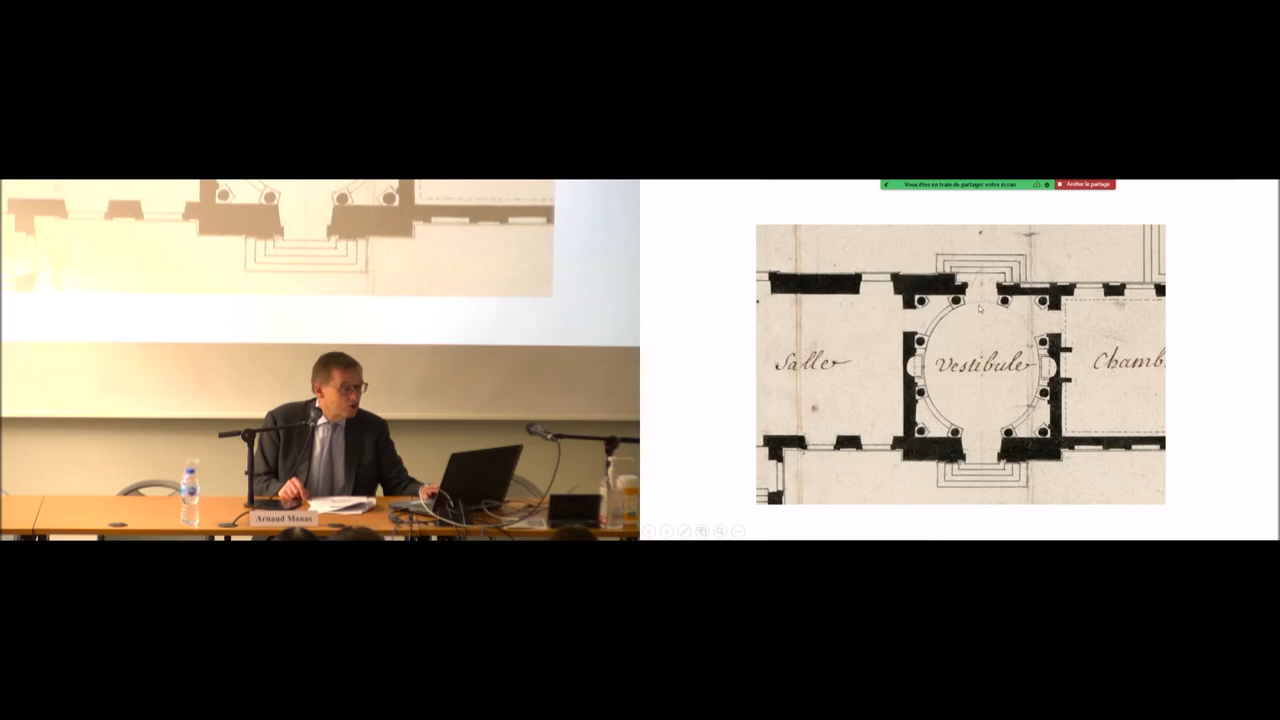 Vous êtes en train de partager votre écran
Arrêter le partage
Salle
Vestibule
Chamb
Arnaud Manas